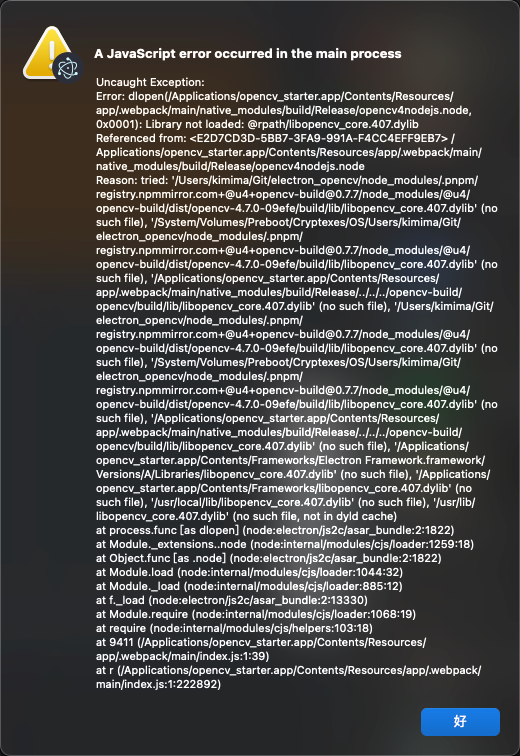 A JavaScript error occurred in the main process
Uncaught Exception:
Error: dlopen(/Applications/opencv_starter.app/Contents/Resources/
app/.webpack/main/native_modules/build/Release/opencv4nodejs.node,
0x0001): Library not loaded: @rpath/libopencv_core.407.dylib
Referenced from: <E2D7CD3D-5BB7-3FA9-991A-F4CC4EFF9EB7> /
Applications/opencv_starter.app/Contents/Resources/app/.webpack/main/
native_modules/build/Release/opencv4nodejs.node
Reason: tried: '/Users/kimima/Git/electron_opencv/node_modules/.pnpm/
registry.npmmirror.com+@u4+opencv-build@0.7.7/node_modules/@u4/
opencv-build/dist/opencv-4.7.0-09efe/build/lib/libopencv_core.407.dylib' (no
such file), '/System/Volumes/Preboot/Cryptexes/OS/Users/kimima/Git/
electron_opencv/node_modules/.pnpm/
registry.npmmirror.com+@u4+opencv-build@0.7.7/node_modules/@u4/
opencv-build/dist/opencv-4.7.0-09efe/build/lib/libopencv_core.407.dylib' (no
such file), '/Applications/opencv_starter.app/Contents/Resources/
app/.webpack/main/native_modules/build/Release/../../../opencv-build/
opencv/build/lib/libopencv_core.407.dylib' (no such file), '/Users/kimima/Git/
electron_opencv/node_modules/.pnpm/
registry.npmmirror.com+@u4+opencv-build@0.7.7/node_modules/@u4/
opencv-build/dist/opencv-4.7.0-09efe/build/lib/libopencv_core.407.dylib' (no
such file), '/System/Volumes/Preboot/Cryptexes/OS/Users/kimima/Git/
electron_opencv/node_modules/.pnpm/
registry.npmmirror.com+@u4+opencv-build@0.7.7/node_modules/@u4/
opencv-build/dist/opencv-4.7.0-09efe/build/lib/libopencv_core.407.dylib' (no
such file), '/Applications/opencv_starter.app/Contents/Resources/
app/.webpack/main/native_modules/build/Release/../../../opencv-build/
opencv/build/lib/libopencv_core.407.dylib' (no such file), '/Applications/
opencv_starter.app/Contents/Frameworks/Electron Framework.framework/
Versions/A/Libraries/libopencv_core.407.dylib' (no such file), '/Applications/
opencv_starter.app/Contents/Frameworks/libopencv_core.407.dylib' (no
such file), '/usr/local/lib/libopencv_core.407.dylib' (no such file), '/usr/lib/
libopencv_core.407.dylib' (no such file, not in dyld cache)
at process.func [as dlopen] (node:electron/js2c/asar_bundle:2:1822)
at Module._extensions..node (node:internal/modules/cjs/loader:1259:18)
at Object.func [as .node] (node:electron/js2c/asar_bundle:2:1822)
at Module.load (node:internal/modules/cjs/loader:1044:32)
at Module._load (node:internal/modules/cjs/loader:885:12)
at f._load (node:electron/js2c/asar_bundle:2:13330)
at Module.require (node:internal/modules/cjs/loader:1068:19)
at require (node:internal/modules/cjs/helpers:103:18)
at 9411 (/Applications/opencv_starter.app/Contents/Resources/
app/.webpack/main/index.js:1:39)
at r (/Applications/opencv_starter.app/Contents/Resources/app/.webpack/
main/index.js:1:222892)
好